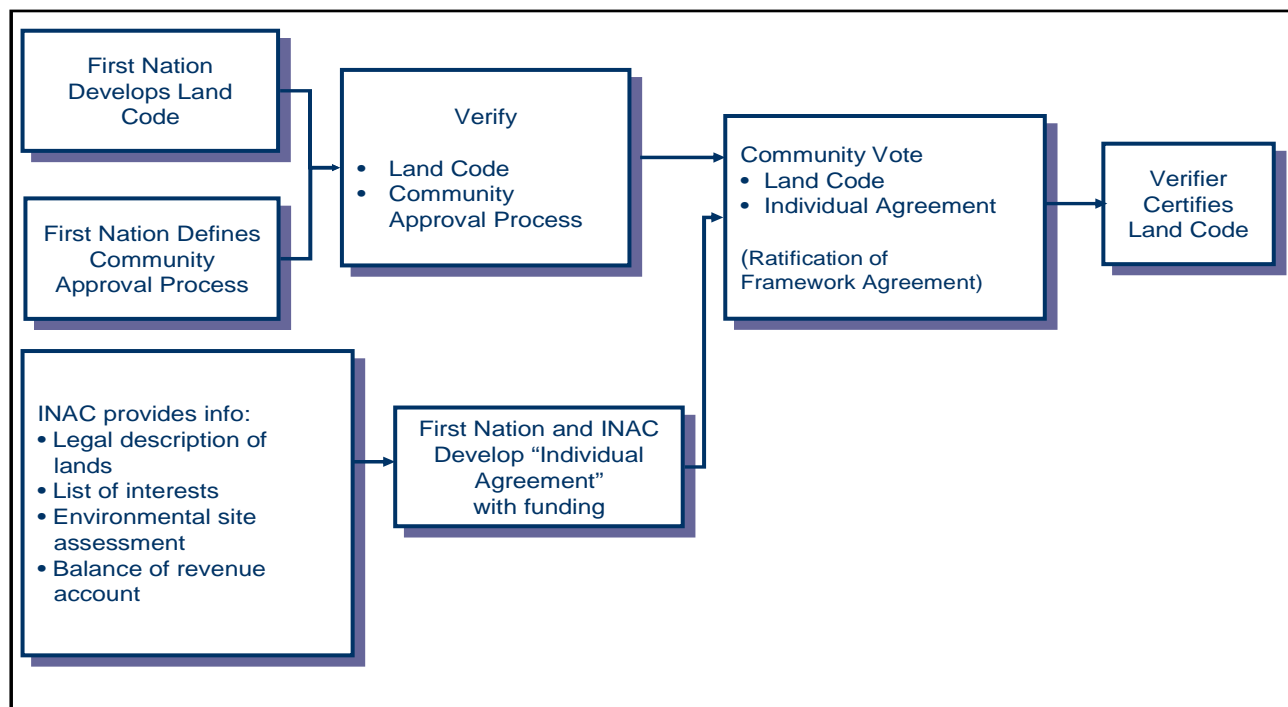 First Nation
Develops Land
Code
First Nation Defines
Community
Approval Process
Verify
• Land Code
• Community
Approval Process
Community Vote
• Land Code
• Individual Agreement
(Ratification of
Framework Agreement)
Verifier
Certifies
Land Code
INAC provides info:
• Legal description of
lands
• List of interests
• Environmental site
assessment
• Balance of revenue
account
First Nation and INAC
Develop “Individual
Agreement”
with funding